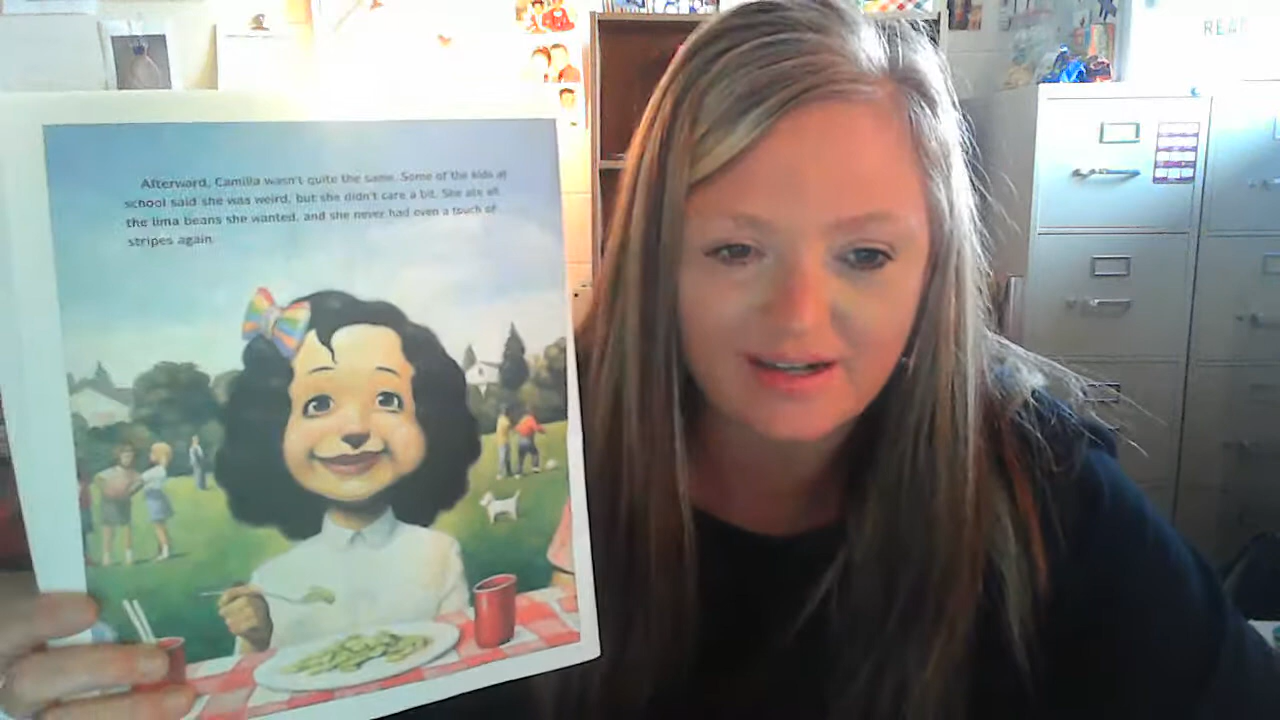 Afterward, Camilla wasn't quite the same. Some of the kids at
school said she was weird, but she didn't care a bit. She ate all
the lima beans she wanted, and she never had even a touch of
stripes again.
READ